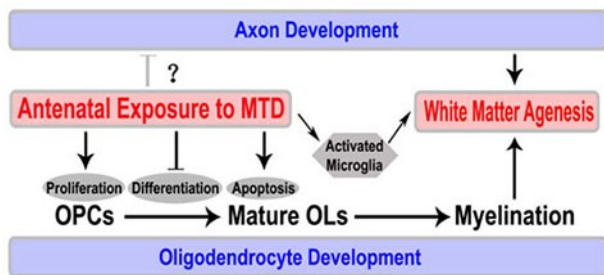 Axon Development
?
Antenatal Exposure to MTD
White Matter Agenesis
Activated
Microglia
Proliferation
Differentiation
Apoptosis
OPCs
Mature OLs
Myelination
Oligodendrocyte Development